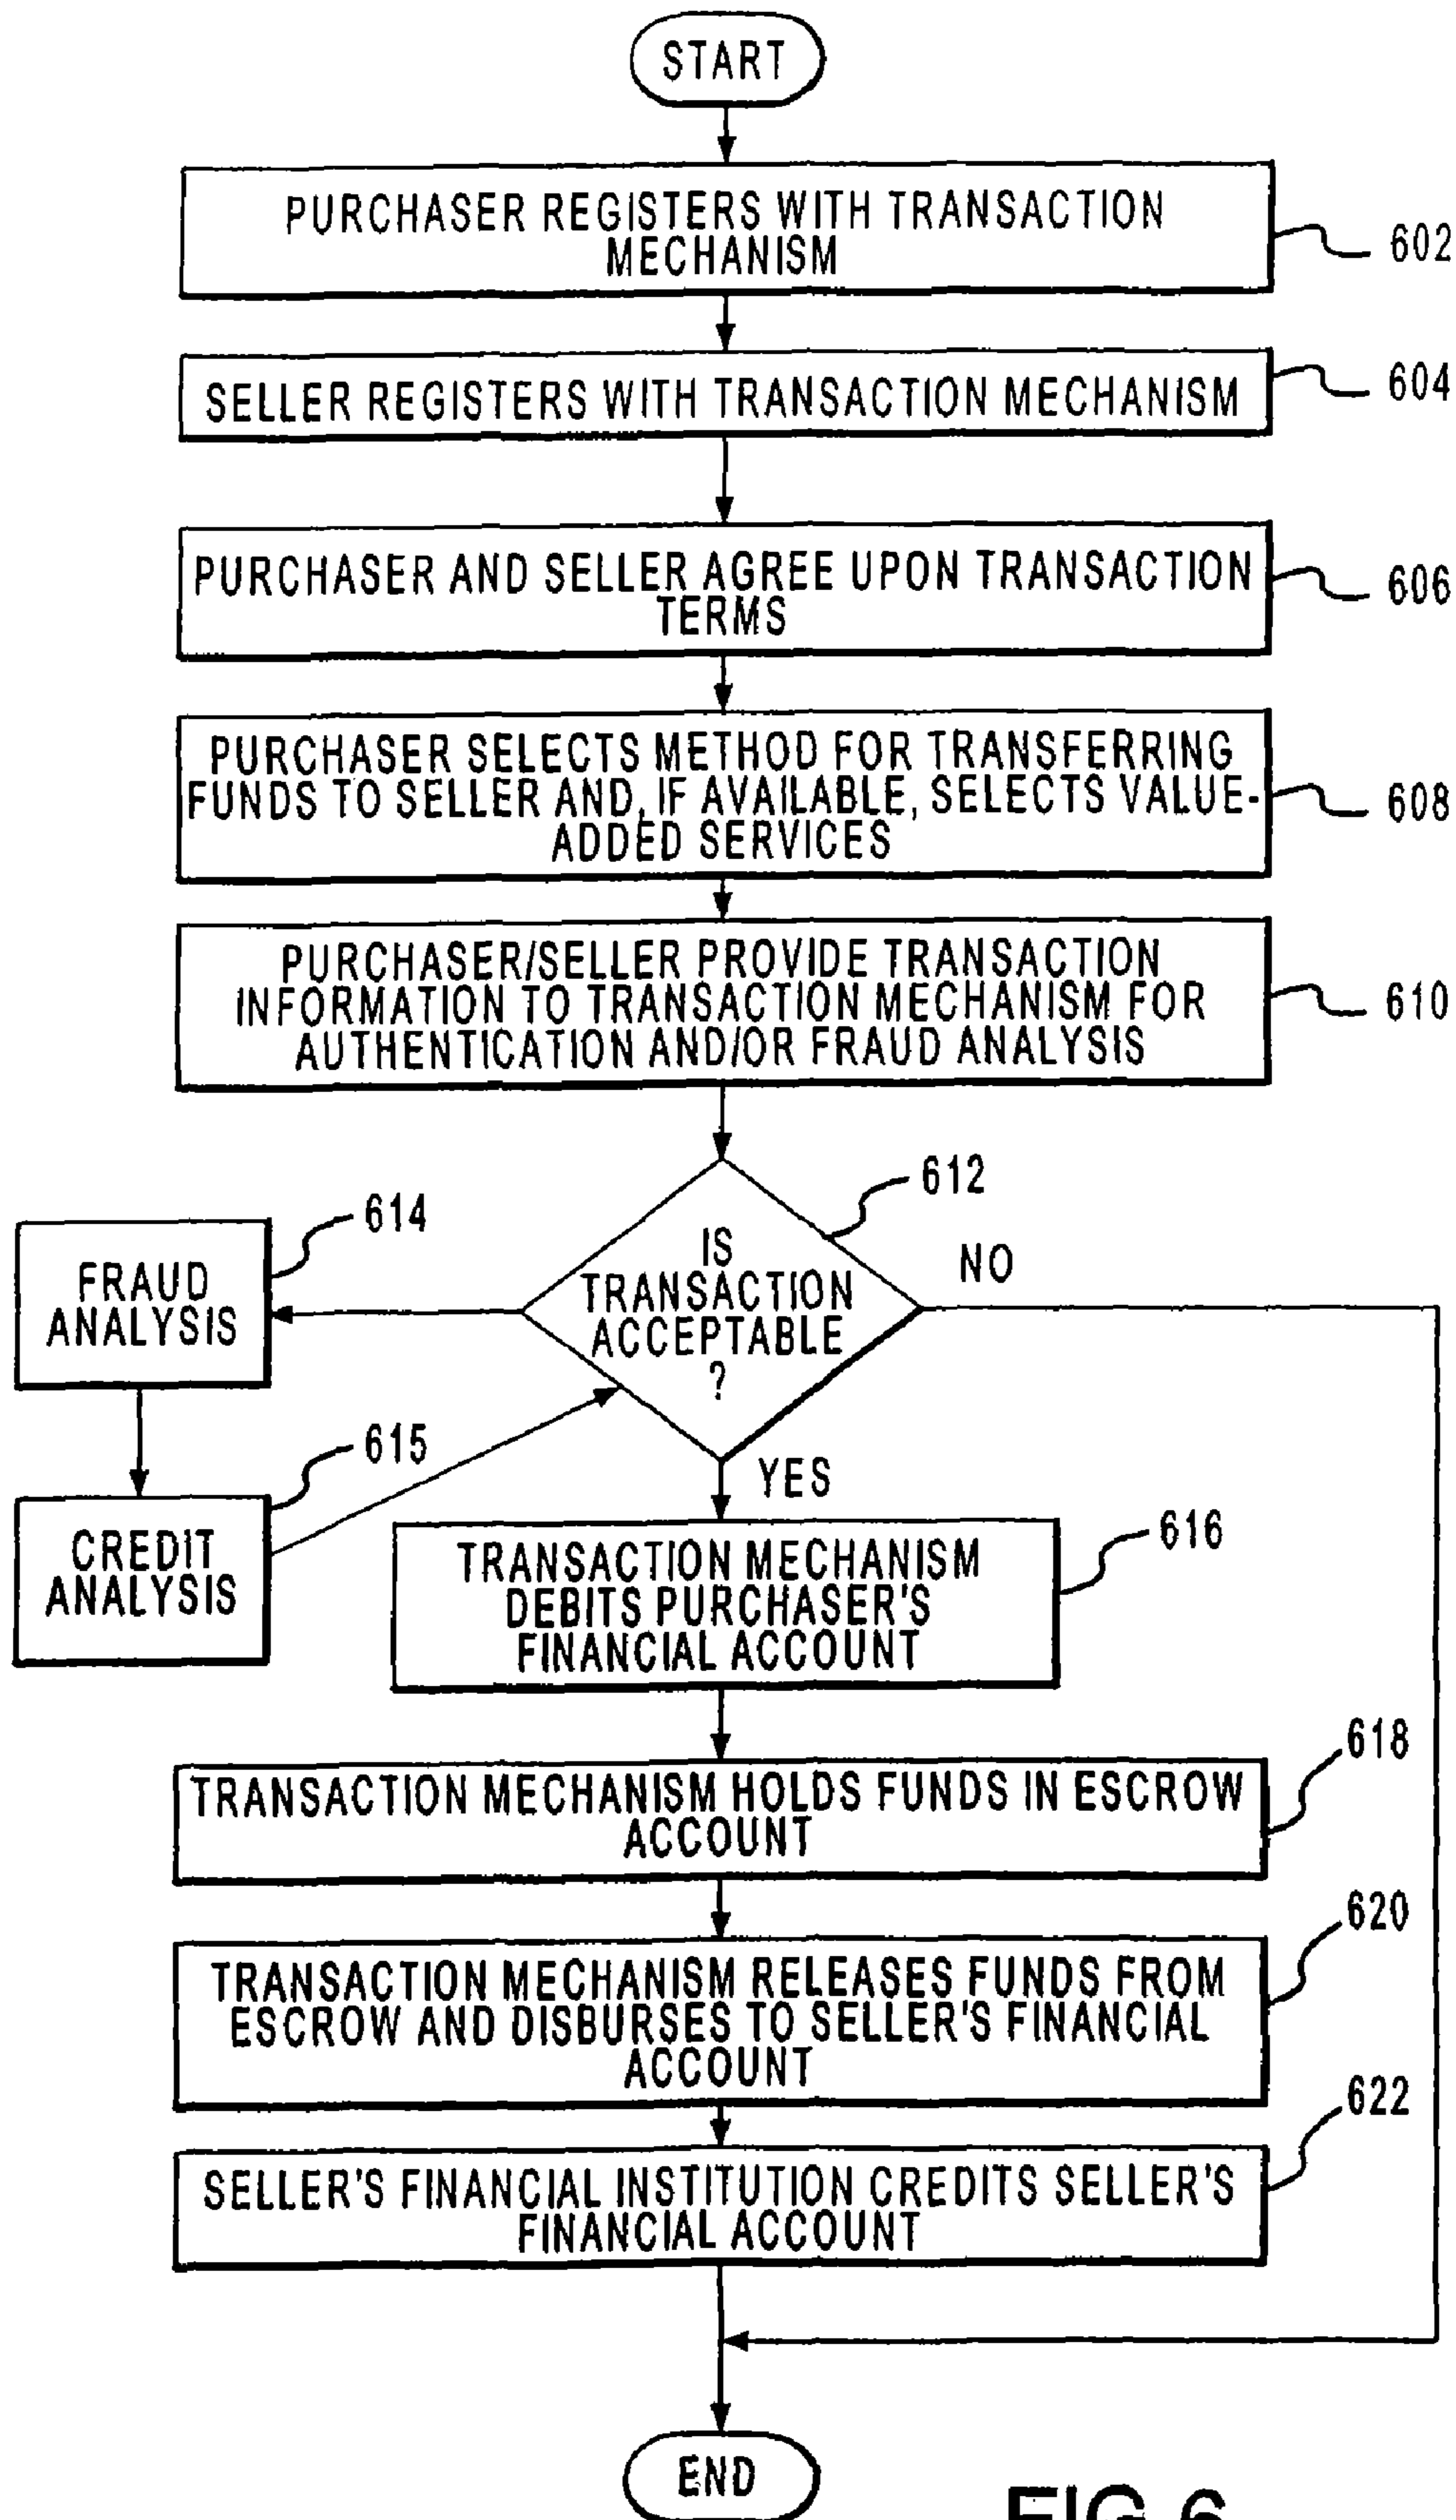 START
PURCHASER REGISTERS WITH TRANSACTION
MECHANISM
602
SELLER REGISTERS WITH TRANSACTION MECHANISM
604
PURCHASER AND SELLER AGREE UPON TRANSACTION
TERMS
606
PURCHASER SELECTS METHOD FOR TRANSFERRING
FUNDS TO SELLER AND, IF AVAILABLE, SELECTS VALUE-
ADDED SERVICES
608
PURCHASER/SELLER PROVIDE TRANSACTION
INFORMATION TO TRANSACTION MECHANISM FOR
AUTHENTICATION AND/OR FRAUD ANALYSIS
610
612
IS
TRANSACTION
ACCEPTABLE
?
NO
614
FRAUD
ANALYSIS
615
CREDIT
ANALYSIS
YES
616
TRANSACTION MECHANISM
DEBITS PURCHASER'S
FINANCIAL ACCOUNT
618
TRANSACTION MECHANISM HOLDS FUNDS IN ESCROW
ACCOUNT
620
TRANSACTION MECHANISM RELEASES FUNDS FROM
ESCROW AND DISBURSES TO SELLER'S FINANCIAL
ACCOUNT
622
SELLER'S FINANCIAL INSTITUTION CREDITS SELLER'S
FINANCIAL ACCOUNT
END
FIG.6